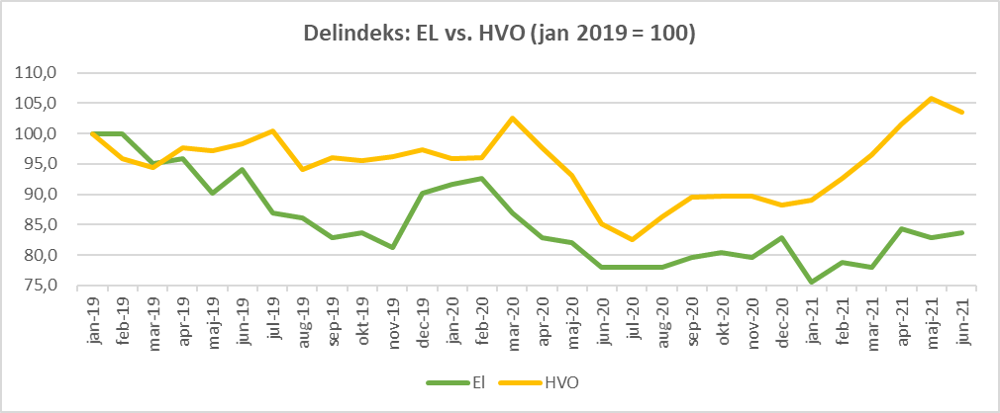 Delindeks: EL vs. HVO (jan 2019 = 100)
110,0
105,0
100,0
95,0
90,0
85,0
80,0
75,0
jan-19
feb-19
mar-19
apr-19
maj-19
jun-19
jul-19
aug-19
sep-19
okt-19
nov-19
dec-19
jan-20
feb-20
mar-20
apr-20
maj-20
jun-20
jul-20
aug-20
sep-20
okt-20
nov-20
dec-20
jan-21
feb-21
mar-21
apr-21
maj-21
jun-21
El HVO